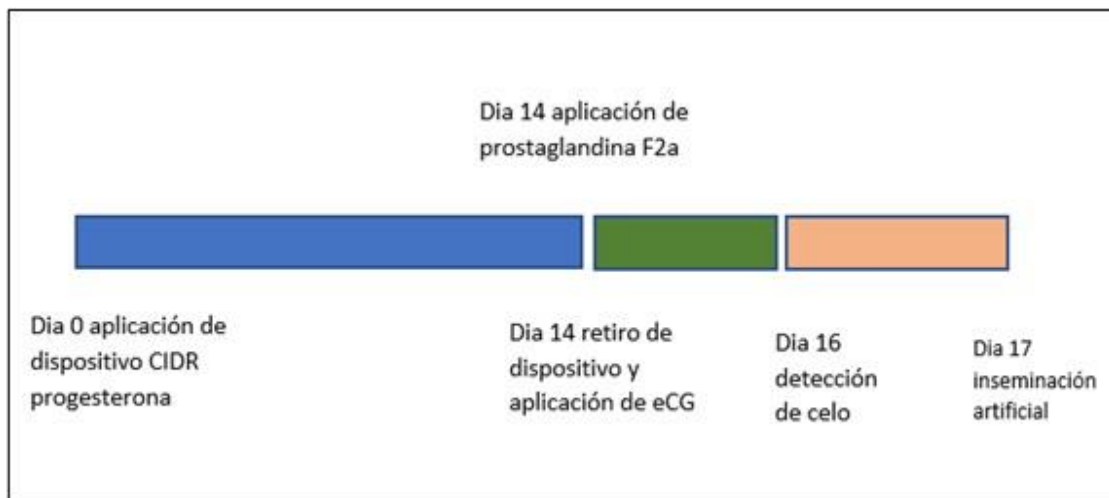 Dia 14 aplicación de
prostaglandina F2a
Dia 0 aplicación de
dispositivo CIDR
progesterona
Dia 14 retiro de
dispositivo y
aplicación de eCG
Dia 16
detección
de celo
Dia 17
inseminación
artificial